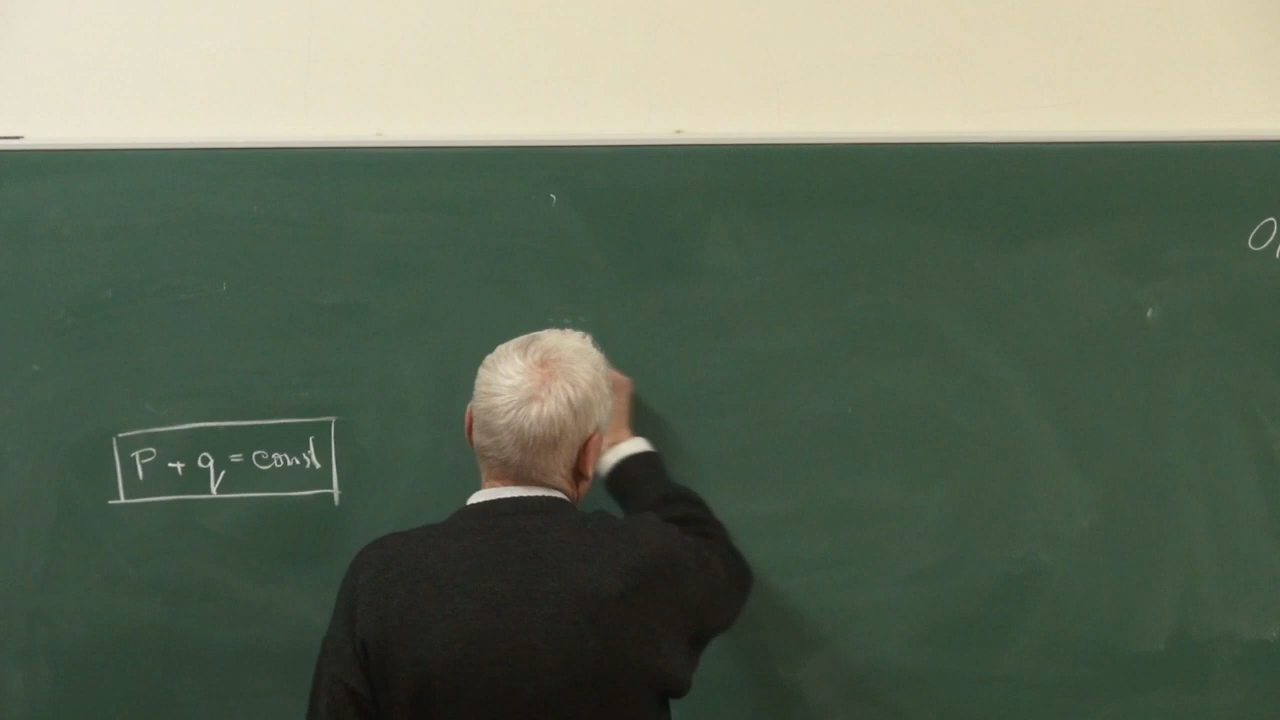 P + q = const